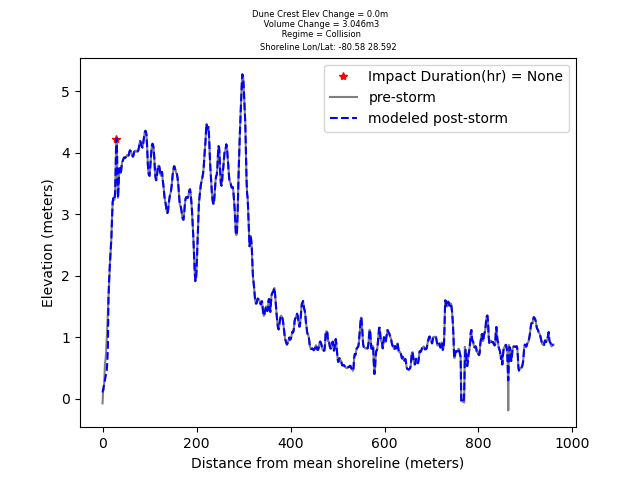 Dune Crest Elev Change = 0.0m
Volume Change = 3.046m3
Regime = Collision
Shoreline Lon/Lat: -80.58 28.592
Impact Duration(hr) = None
pre-storm
modeled post-storm
Elevation (meters)
5
4
3
2
1
0
0 200 400 600 800 1000
Distance from mean shoreline (meters)